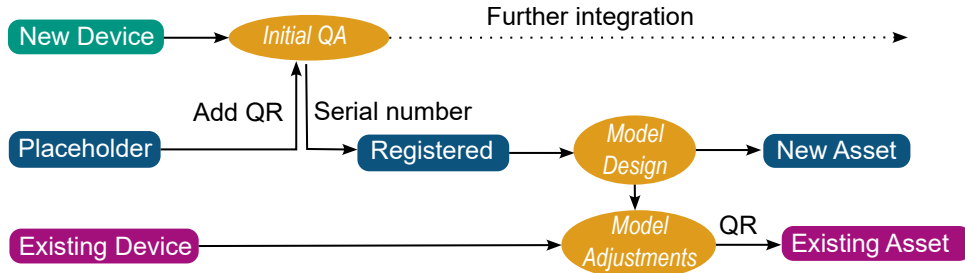 Further integration
New Device
Initial QA
Add QR
Serial number
Placeholder
Registered
Model
Design
New Asset
Existing Device
Model
Adjustments
QR
Existing Asset